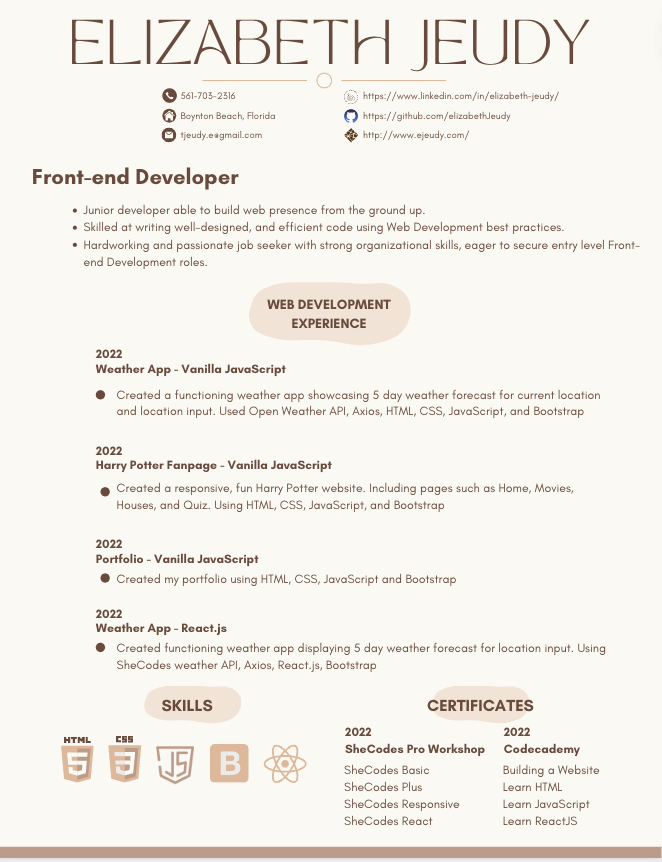 ELIZABETH JEUDY
561-703-2316
https://www.linkedin.com/in/elizabeth-jeudy/
Boynton Beach, Florida
https://github.com/elizabethJeudy
tjeudy.e@gmail.com
http://www.ejeudy.com/
Front-end Developer
• Junior developer able to build web presence from the ground up.
• Skilled at writing well-designed, and efficient code using Web Development best practices.
• Hardworking and passionate job seeker with strong organizational skills, eager to secure entry level Front-
end Development roles.
WEB DEVELOPMENT
EXPERIENCE
2022
Weather App - Vanilla JavaScript
● Created a functioning weather app showcasing 5 day weather forecast for current location
and location input. Used Open Weather API, Axios, HTML, CSS, JavaScript, and Bootstrap
2022
Harry Potter Fanpage - Vanilla JavaScript
● Created a responsive, fun Harry Potter website. Including pages such as Home, Movies,
Houses, and Quiz. Using HTML, CSS, JavaScript, and Bootstrap
2022
Portfolio - Vanilla JavaScript
● Created my portfolio using HTML, CSS, JavaScript and Bootstrap
2022
Weather App - React.js
● Created functioning weather app displaying 5 day weather forecast for location input. Using
SheCodes weather API, Axios, React.js, Bootstrap
SKILLS
HTML
5
CSS
3
JS
B
CERTIFICATES
2022
SheCodes Pro Workshop
SheCodes Basic
SheCodes Plus
SheCodes Responsive
SheCodes React
2022
Codecademy
Building a Website
Learn HTML
Learn JavaScript
Learn ReactJS